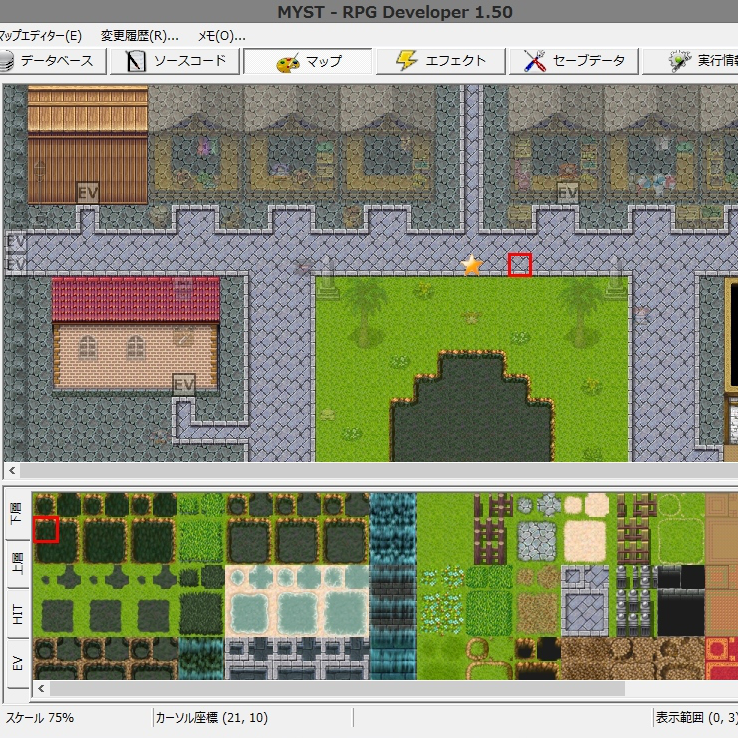 MYST - RPG Developer 1.50
マップエディター(E) 変更履歴(R)... メモ(O)...
データベース ソースコード マップ エフェクト セーブデータ 実行情報
EV EV
EV
EV
EV
下層
上層
HIT
EV
スケール 75% カーソル座標 (21, 10) 表示範囲 (0, 3)